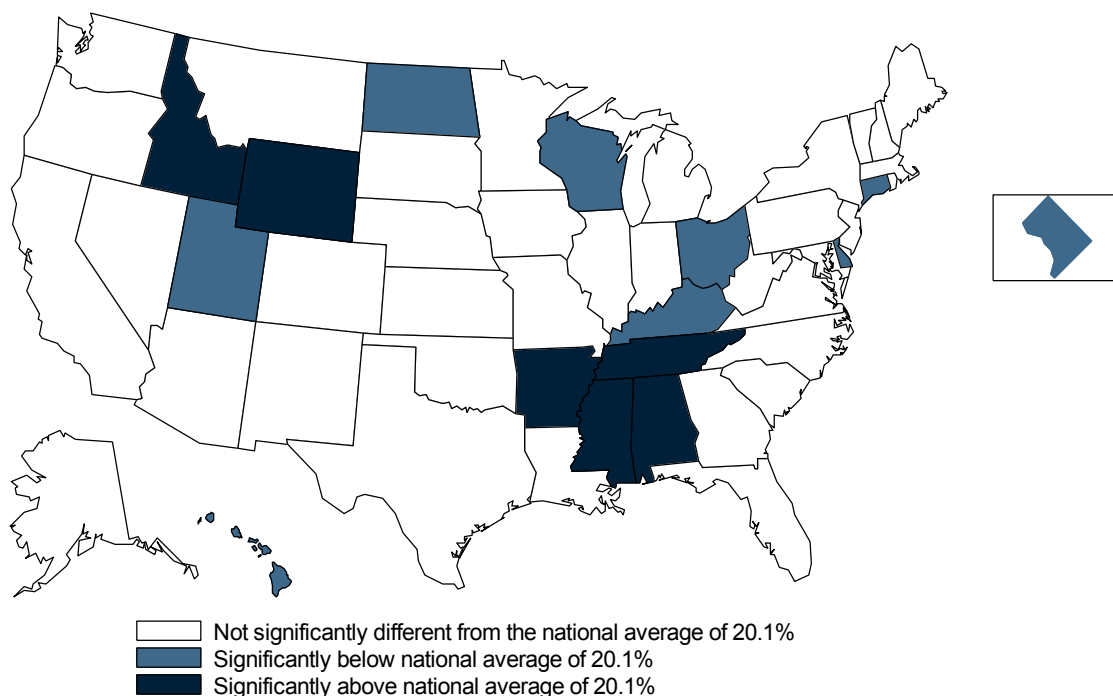 Not significantly different from the national average of 20.1%
Significantly below national average of 20.1%
Significantly above national average of 20.1%